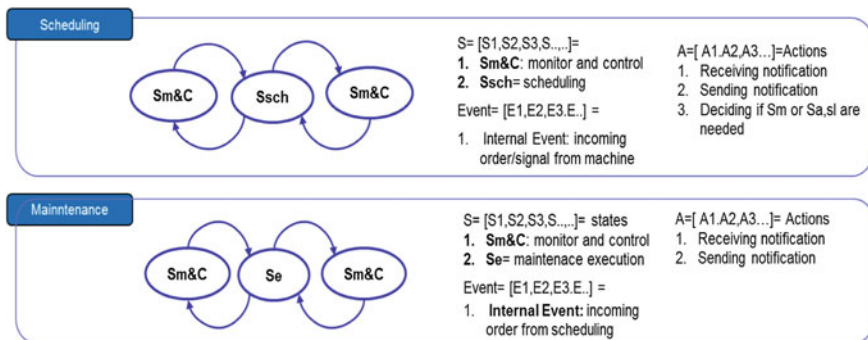 Scheduling
Sm&C
Ssch
Sm&C
S= [S1,S2,S3,S..,..]=
1. Sm&C: monitor and control
2. Ssch= scheduling
Event= [E1,E2,E3.E..] =
1. Internal Event: incoming
order/signal from machine
A=[ A1.A2,A3…]=Actions
1. Receiving notification
2. Sending notification
3. Deciding if Sm or Sa,sl are
needed
Mainntenance
Sm&C
Se
Sm&C
S= [S1,S2,S3,S..,..]= states
1. Sm&C: monitor and control
2. Se= maintenace execution
Event= [E1,E2,E3.E..] =
1. Internal Event: incoming
order from scheduling
A=[ A1.A2,A3…]= Actions
1. Receiving notification
2. Sending notification